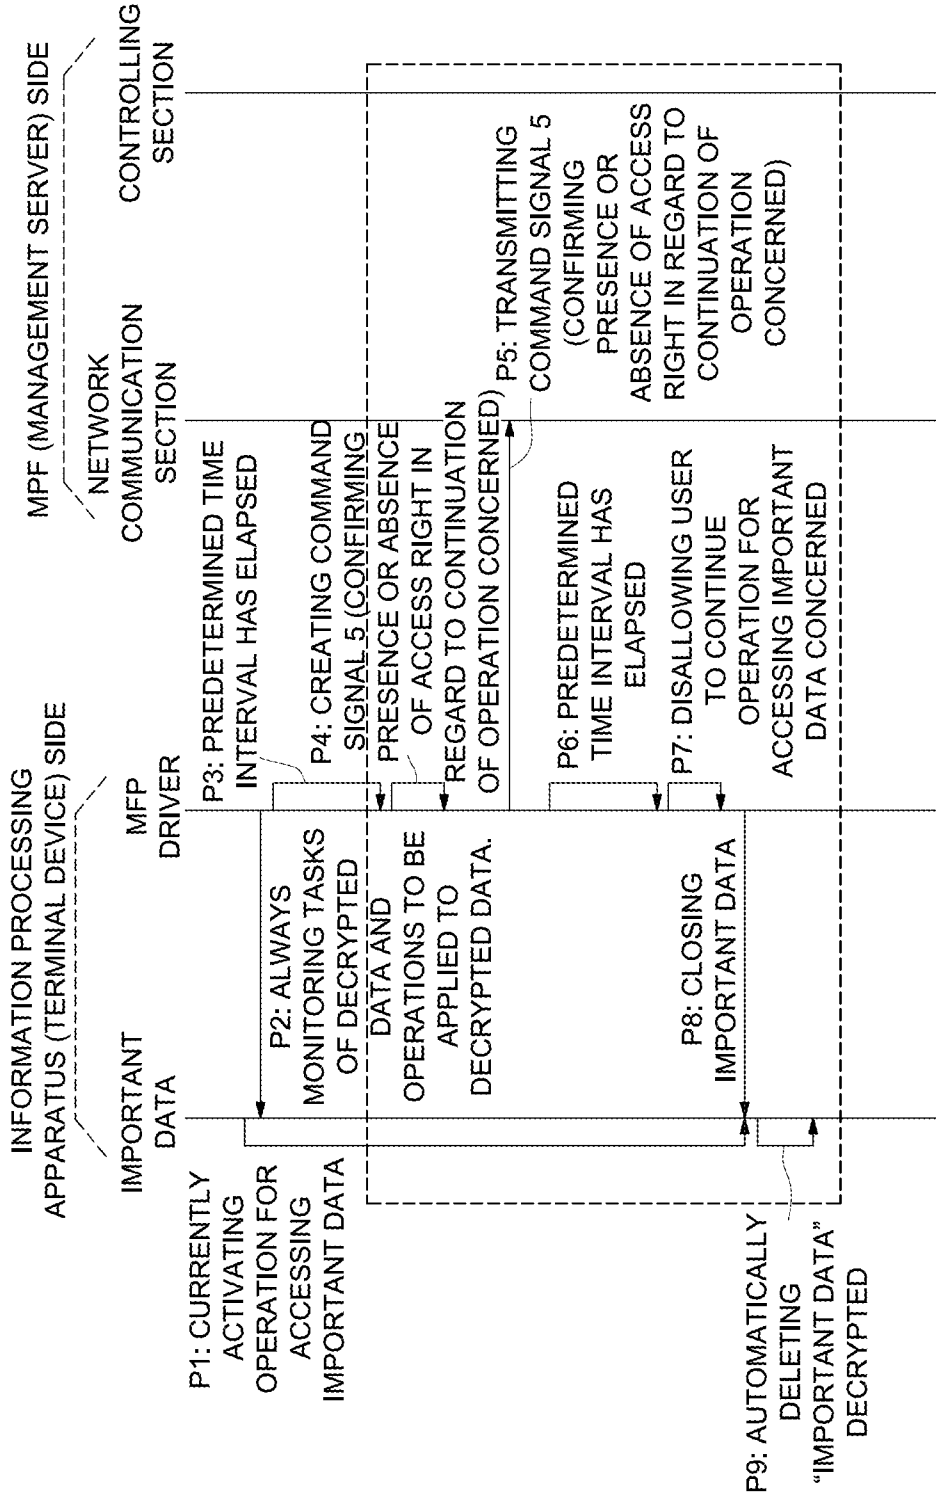 INFORMATION PROCESSING
APPARATUS (TERMINAL DEVICE) SIDE
MPF (MANAGEMENT SERVER) SIDE
IMPORTANT
DATA
MFP
DRIVER
NETWORK
COMMUNICATION
SECTION
CONTROLLING
SECTION
P1: CURRENTLY
ACTIVATING
OPERATION FOR
ACCESSING
IMPORTANT DATA
P2: ALWAYS
MONITORING TASKS
OF DECRYPTED
DATA AND
OPERATIONS TO BE
APPLIED TO
DECRYPTED DATA.
P3: PREDETERMINED TIME
INTERVAL HAS ELAPSED
P4: CREATING COMMAND
SIGNAL 5 (CONFIRMING
PRESENCE OR ABSENCE
OF ACCESS RIGHT IN
REGARD TO CONTINUATION
OF OPERATION CONCERNED)
P5: TRANSMITTING
COMMAND SIGNAL 5
(CONFIRMING
PRESENCE OR
ABSENCE OF ACCESS
RIGHT IN REGARD TO
CONTINUATION OF
OPERATION
CONCERNED)
P6: PREDETERMINED
TIME INTERVAL HAS
ELAPSED
P7: DISALLOWING USER
TO CONTINUE
OPERATION FOR
ACCESSING IMPORTANT
DATA CONCERNED
P8: CLOSING
IMPORTANT DATA
P9: AUTOMATICALLY
DELETING
“IMPORTANT DATA”
DECRYPTED